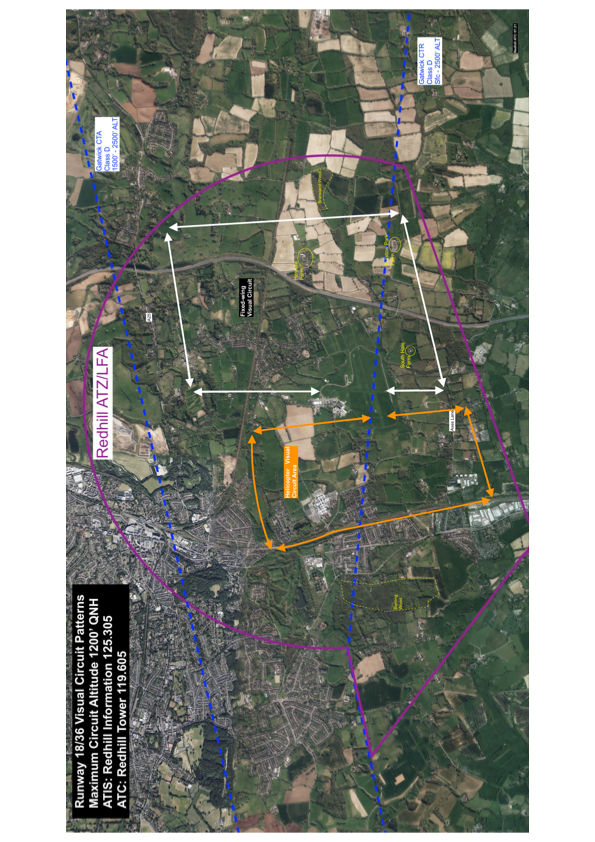 Runway 18/36 Visual Circuit Patterns
Maximum Circuit Altitude 1200' QNH
ATIS: Redhill Information 125.305
ATC: Redhill Tower 119.605
Redhill ATZ/LFA
Gatwick CTA
Class D
1500' - 2500' ALT
Gatwick CTR
Class D
Sfc - 2500' ALT
Fixed-wing
Visual Circuit
Helicopter Visual
Circuit Area
South Hale
Farm